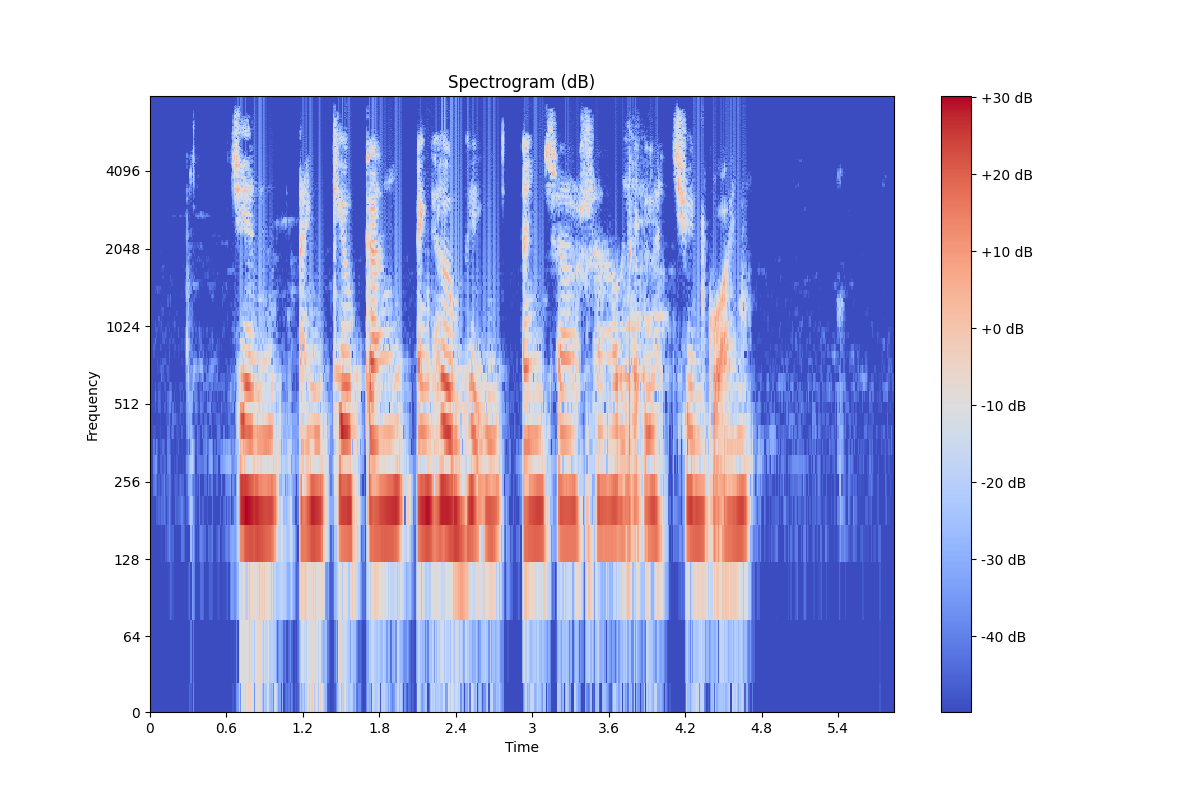 Spectrogram (dB)
+30 dB
+20 dB
+10 dB
+0 dB
-10 dB
-20 dB
-30 dB
-40 dB
4096
2048
1024
512
256
128
64
0
Frequency
0 0.6 1.2 1.8 2.4 3 3.6 4.2 4.8 5.4
Time